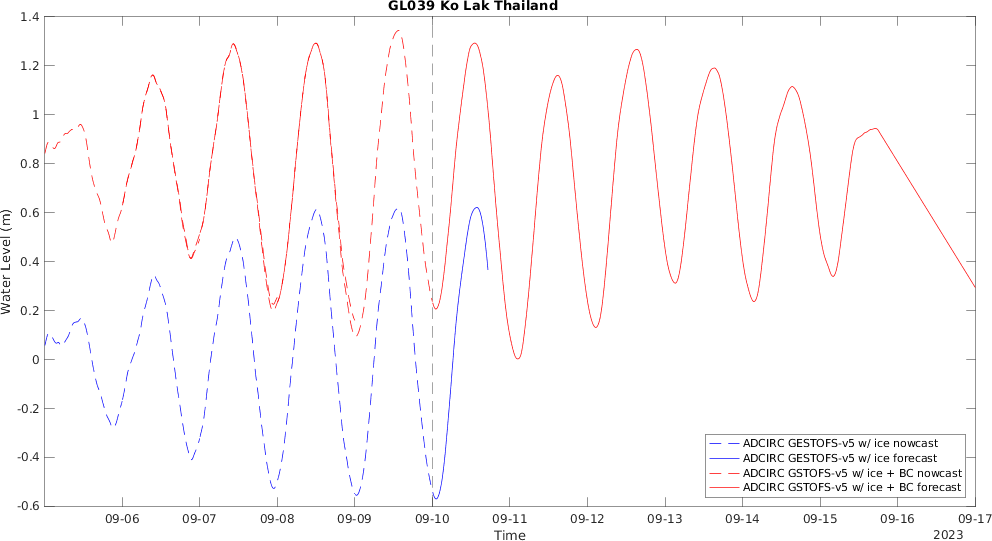 GL039 Ko Lak Thailand
Water Level (m)
1.4
1.2
1
0.8
0.6
0.4
0.2
0
-0.2
-0.4
-0.6
ADCIRC GESTOFS-v5 w/ ice nowcast
ADCIRC GESTOFS-v5 w/ ice forecast
ADCIRC GSTOFS-v5 w/ ice + BC nowcast
ADCIRC GSTOFS-v5 w/ ice + BC forecast
09-06 09-07 09-08 09-09 09-10 09-11 09-12 09-13 09-14 09-15 09-16 09-17
Time
2023